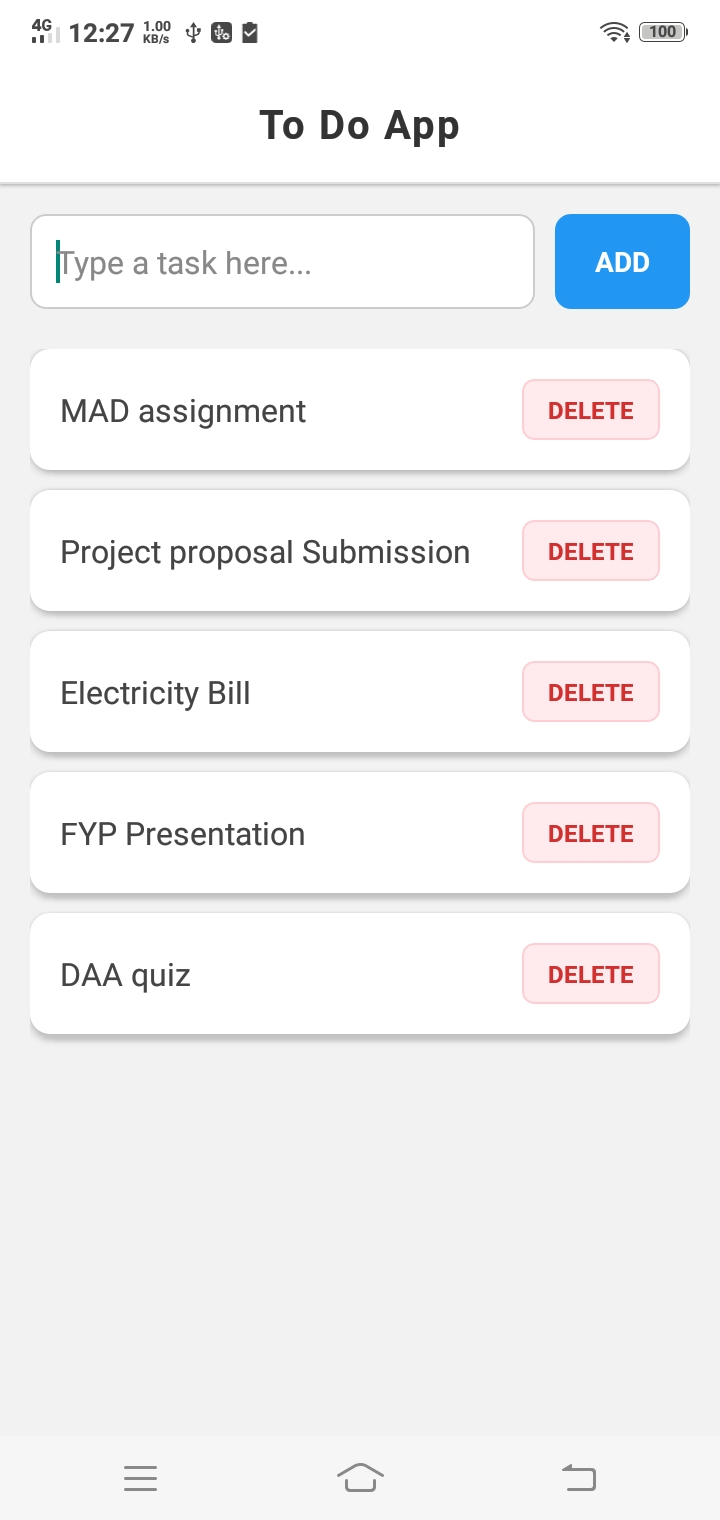 4G 12:27 1.00 KB/s 100
To Do App
Type a task here...
ADD
MAD assignment DELETE
Project proposal Submission DELETE
Electricity Bill DELETE
FYP Presentation DELETE
DAA quiz DELETE